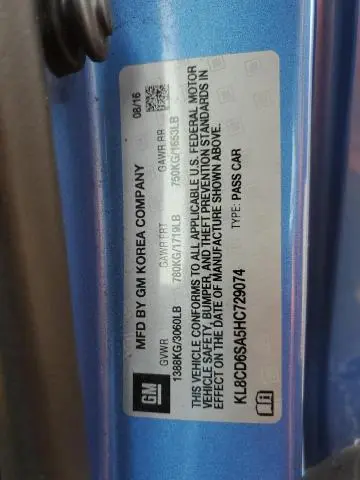 GM
MFD BY GM KOREA COMPANY
08/16
GVWR GAWR FRT GAWR RR
1388KG/3060LB 780KG/1719LB 750KG/1653LB
THIS VEHICLE CONFORMS TO ALL APPLICABLE U.S. FEDERAL MOTOR
VEHICLE SAFETY, BUMPER, AND THEFT PREVENTION STANDARDS IN
EFFECT ON THE DATE OF MANUFACTURE SHOWN ABOVE.
KL8CD6SA5HC729074 TYPE: PASS CAR